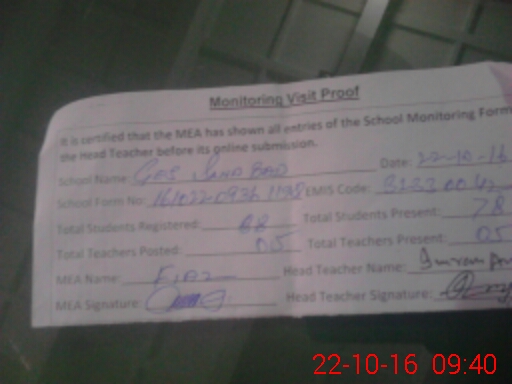 Monitoring Visit Proof
It is certified that the MEA has shown all entries of the School Monitoring Form
the Head Teacher before its online submission.
School Name: GES Date: 22-10-16
School Form No: EMIS Code:
Total Students Registered: 88 Total Students Present: 78
Total Teachers Posted: 05 Total Teachers Present: 05
MEA Name: Head Teacher Name: Imran
MEA Signature: Head Teacher Signature:
22-10-16 09:40